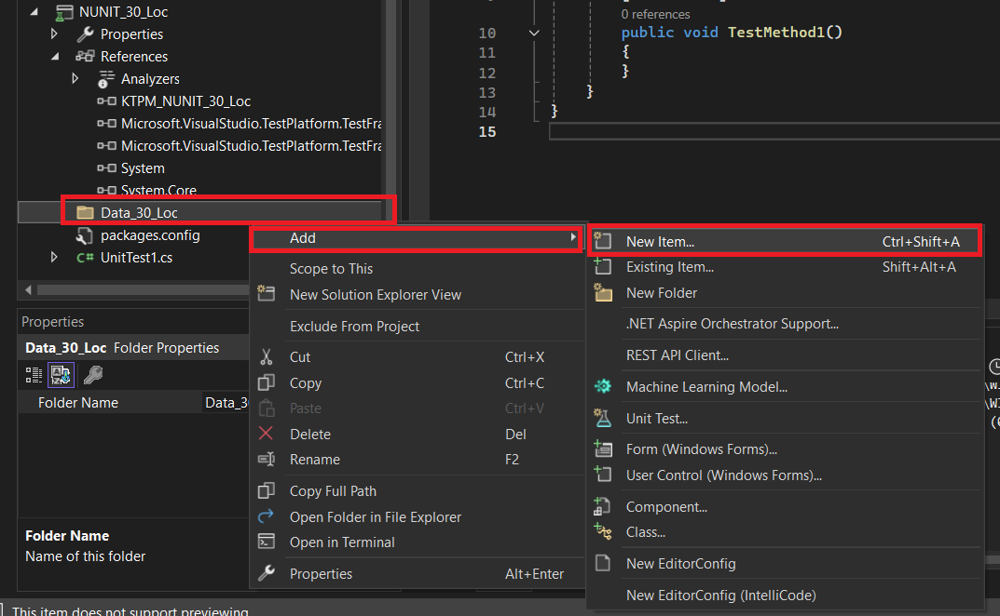 NUNIT_30_Loc
Properties
References
Analyzers
KTPM_NUNIT_30_Loc
Microsoft.VisualStudio.TestPlatform.TestFra
Microsoft.VisualStudio.TestPlatform.TestFra
System
System.Core
Data_30_Loc
packages.config
C# UnitTest1.cs
0 references
10 public void TestMethod1()
11 {
12 }
13 }
14 }
15
Add
Scope to This
New Solution Explorer View
Exclude From Project
Cut Ctrl+X
Copy Ctrl+C
Paste Ctrl+V
Delete Del
Rename F2
Copy Full Path
Open Folder in File Explorer
Open in Terminal
Properties Alt+Enter
New Item... Ctrl+Shift+A
Existing Item... Shift+Alt+A
New Folder
.NET Aspire Orchestrator Support...
REST API Client...
Machine Learning Model...
Unit Test...
Form (Windows Forms)...
User Control (Windows Forms)...
Component...
Class...
New EditorConfig
New EditorConfig (IntelliCode)
Properties
Data_30_Loc Folder Properties
Folder Name Data_3
Folder Name
Name of this folder
This item does not support previewing